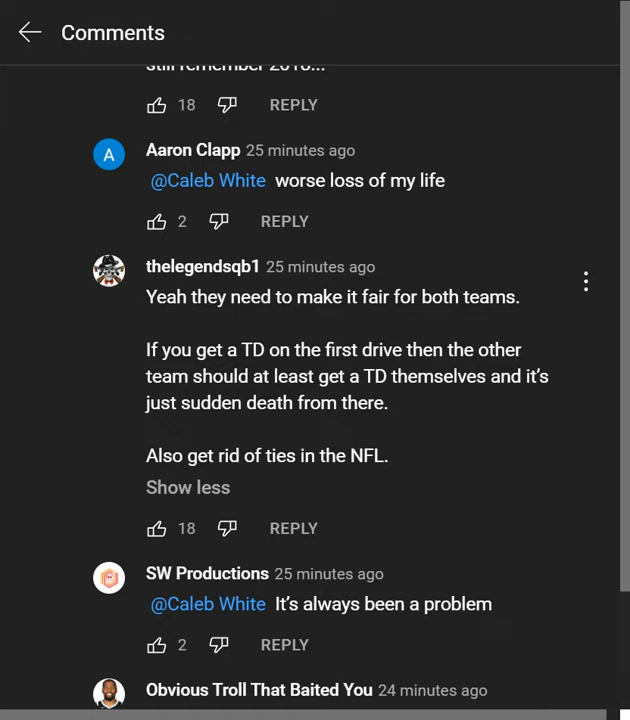 Comments
still remember 2018...
18 REPLY
Aaron Clapp 25 minutes ago
A
@Caleb White worse loss of my life
2 REPLY
thelegendsqb1 25 minutes ago
Yeah they need to make it fair for both teams.
If you get a TD on the first drive then the other
team should at least get a TD themselves and it's
just sudden death from there.
Also get rid of ties in the NFL.
Show less
18 REPLY
SW Productions 25 minutes ago
@Caleb White It's always been a problem
2 REPLY
Obvious Troll That Baited You 24 minutes ago